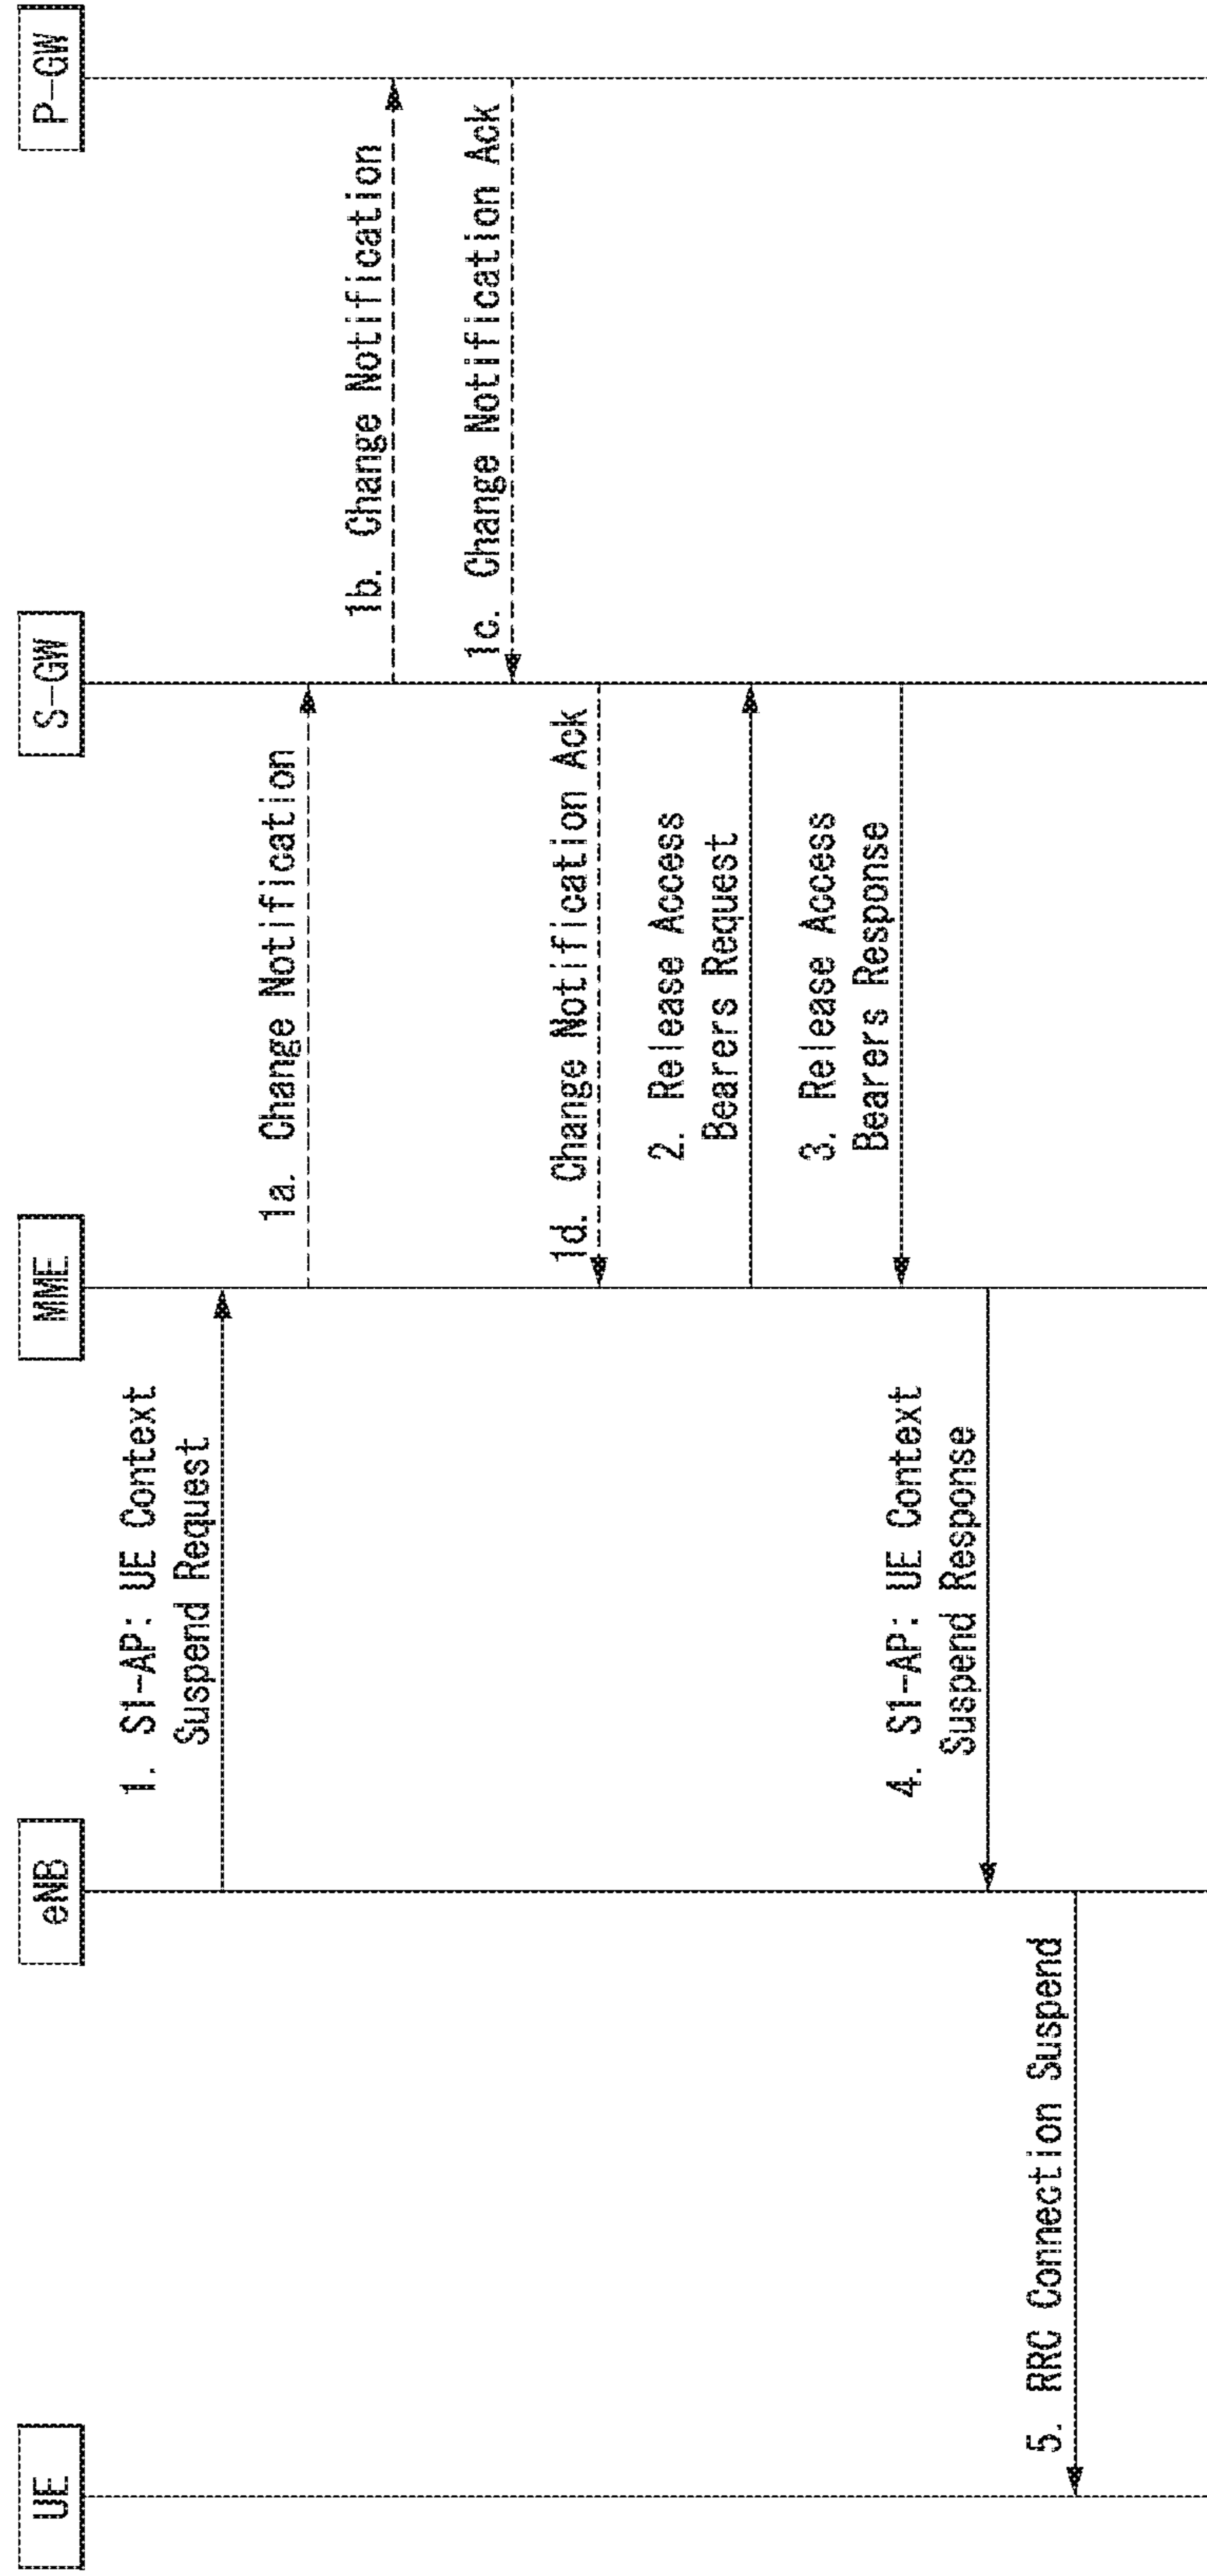 UE
eNB
MME
S-GW
P-GW
1. S1-AP: UE Context
Suspend Request
1a. Change Notification
1b. Change Notification
1c. Change Notification Ack
1d. Change Notification Ack
2. Release Access
Bearers Request
3. Release Access
Bearers Response
4. S1-AP: UE Context
Suspend Response
5. RRC Connection Suspend